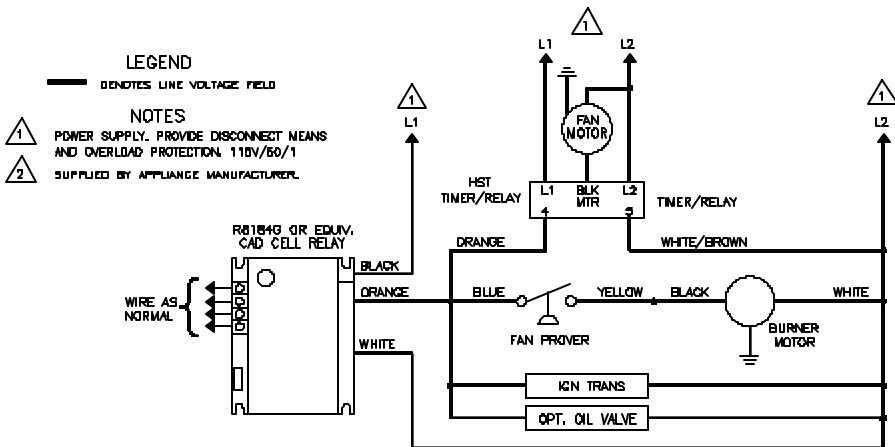 LEGEND
DENOTES LINE VOLTAGE FIELD
NOTES
1 POWER SUPPLY. PROVIDE DISCONNECT MEANS
AND OVERLOAD PROTECTION. 115V/60/1
2 SUPPLIED BY APPLIANCE MANUFACTURER.
1
L1
1
L1
L2
1
L2
FAN
MOTOR
HST
TIMER/RELAY
L1
BLK
MTR
L2
4
5
TIMER/RELAY
R8184G OR EQUIV.
CAD CELL RELAY
ORANGE
WHITE/BROWN
BLACK
ORANGE
BLUE
YELLOW
BLACK
WHITE
WIRE AS
NORMAL
FAN PROVER
BURNER
MOTOR
WHITE
IGN TRANS
OPT. OIL VALVE